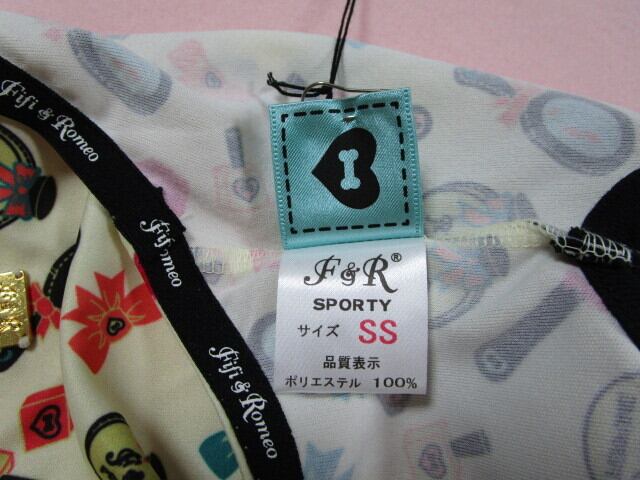 Fifi & Romeo
Fifi & Romeo
Fifi & Romeo
F&R®
SPORTY
サイズ SS
品質表示
ポリエステル 100%